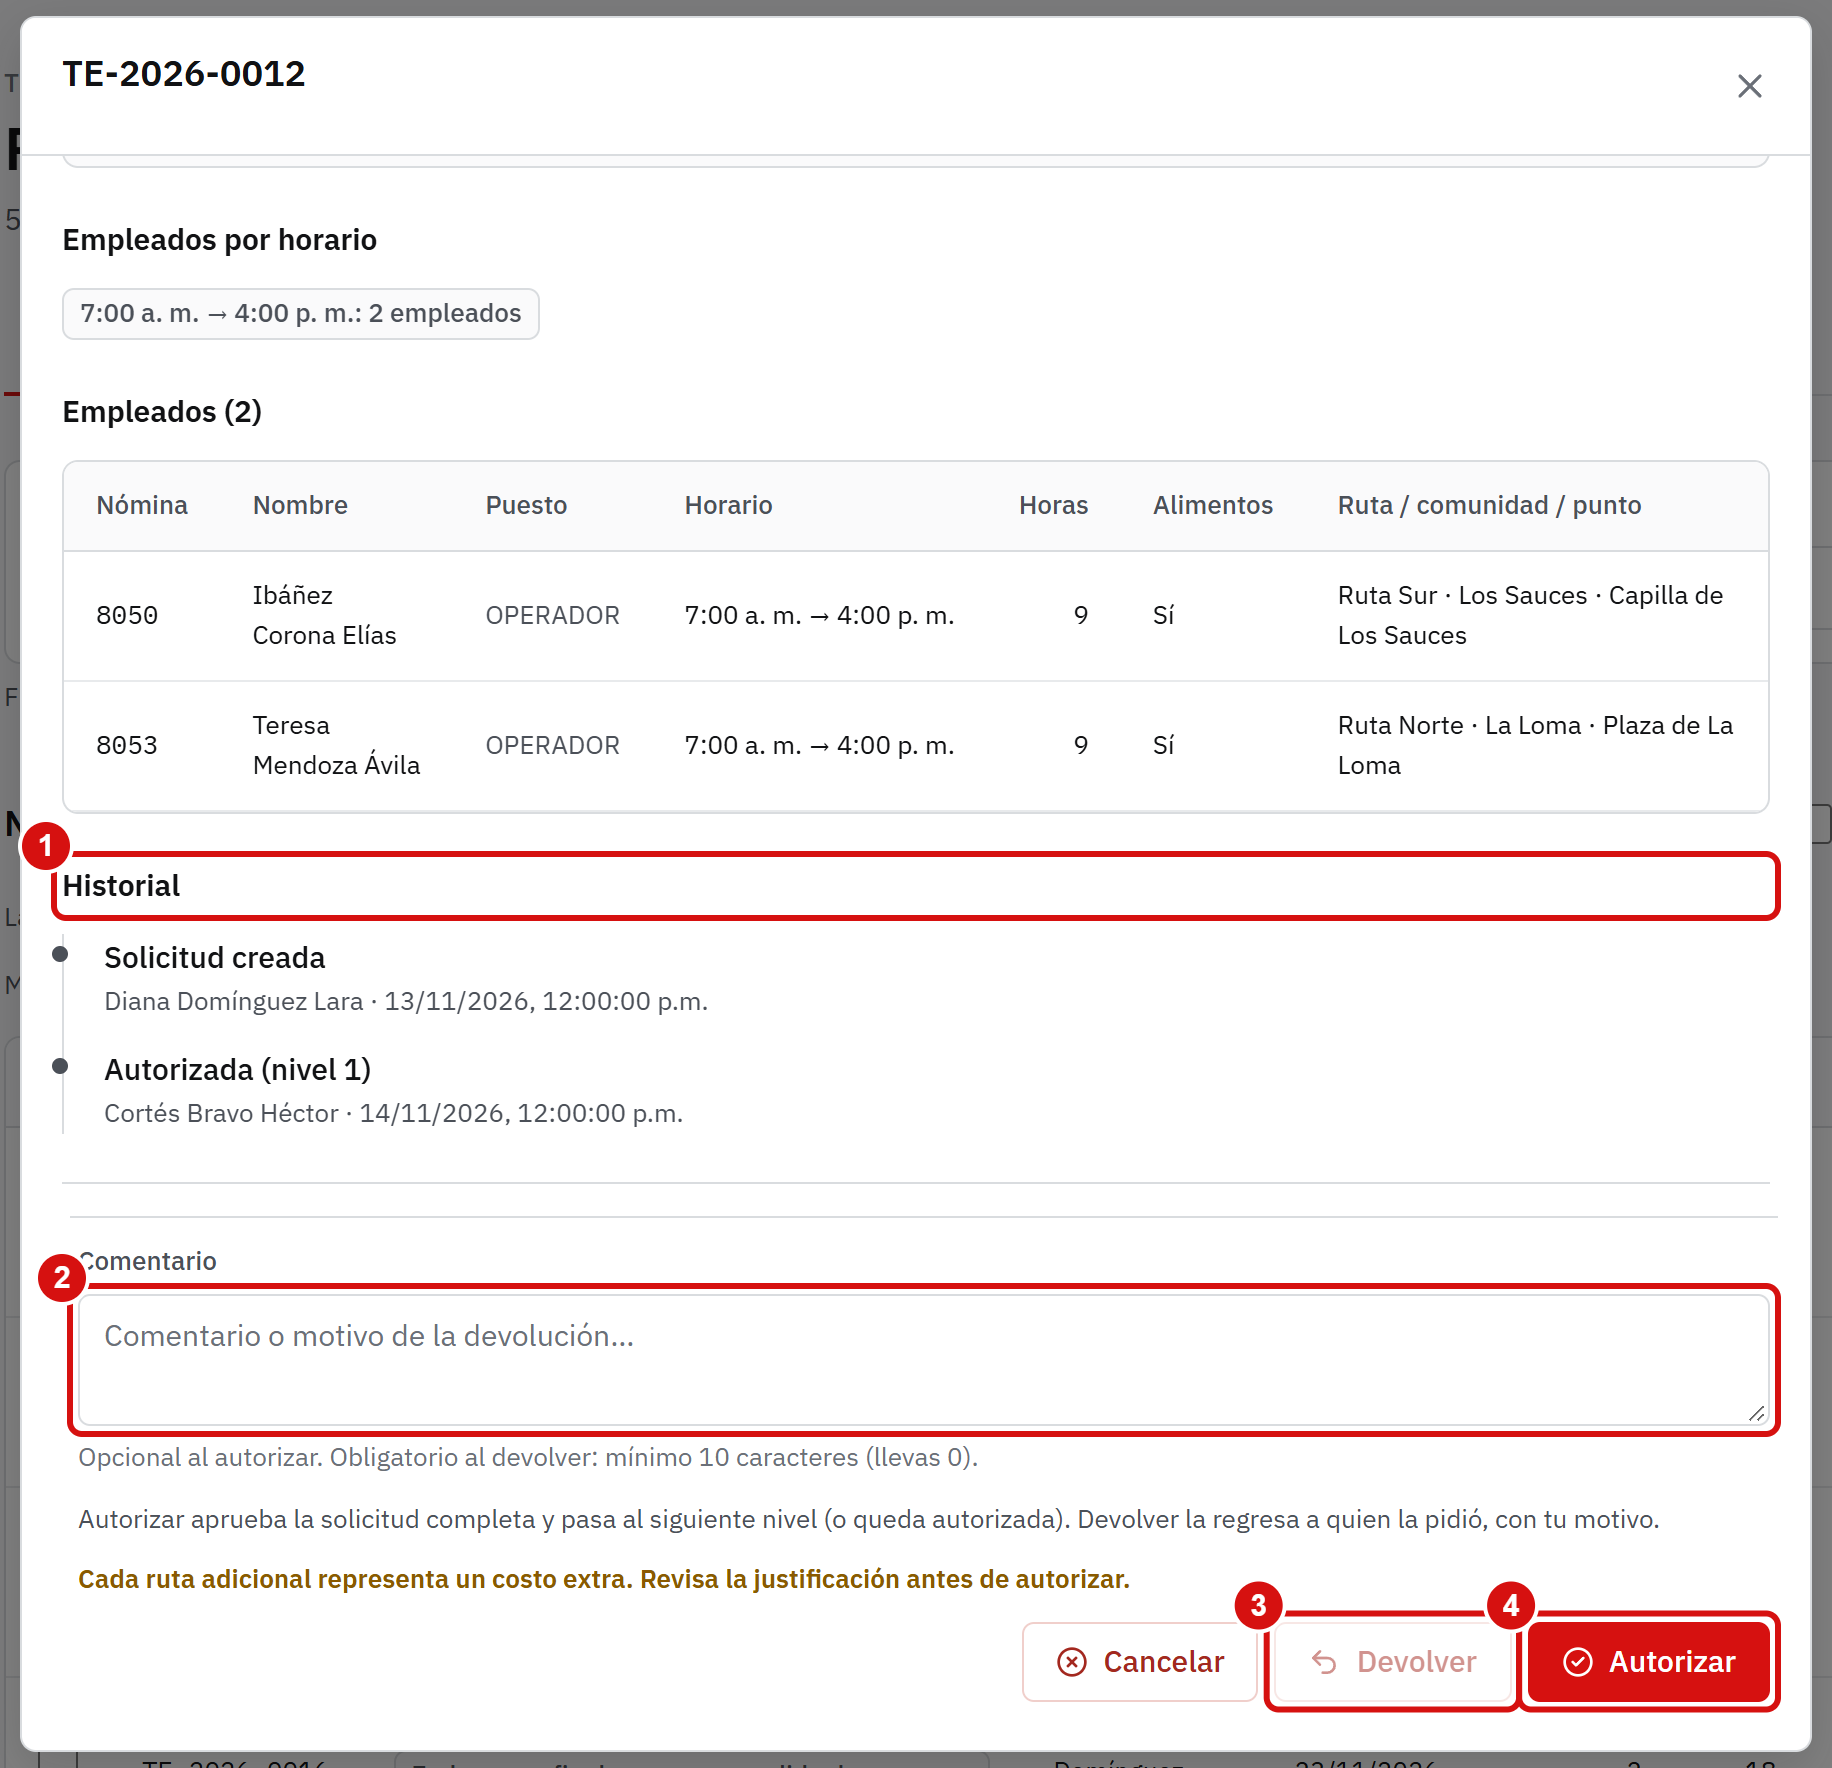 TE-2026-0012
Empleados por horario
7:00 a. m. → 4:00 p. m.: 2 empleados
Empleados (2)
Nómina Nombre Puesto Horario Horas Alimentos Ruta / comunidad / punto
8050 Ibáñez Corona Elías OPERADOR 7:00 a. m. → 4:00 p. m. 9 Sí Ruta Sur · Los Sauces · Capilla de Los Sauces
8053 Teresa Mendoza Ávila OPERADOR 7:00 a. m. → 4:00 p. m. 9 Sí Ruta Norte · La Loma · Plaza de La Loma
1
Historial
Solicitud creada
Diana Domínguez Lara · 13/11/2026, 12:00:00 p.m.
Autorizada (nivel 1)
Cortés Bravo Héctor · 14/11/2026, 12:00:00 p.m.
Comentario
2
Comentario o motivo de la devolución...
Opcional al autorizar. Obligatorio al devolver: mínimo 10 caracteres (llevas 0).
Autorizar aprueba la solicitud completa y pasa al siguiente nivel (o queda autorizada). Devolver la regresa a quien la pidió, con tu motivo.
Cada ruta adicional representa un costo extra. Revisa la justificación antes de autorizar.
3 4
Cancelar Devolver Autorizar